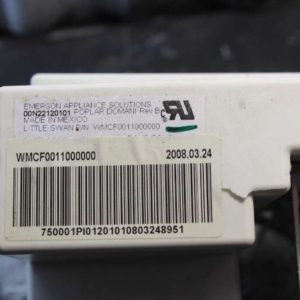 EMERSON APPLIANCE SOLUTIONS
00N22120101 POPLAR DOMANI Rev.B
MADE IN MEXICO
LITTLE SWAN P/N WMCF0011000000
WMCF0011000000 2008.03.24
750001PI01201010803248951